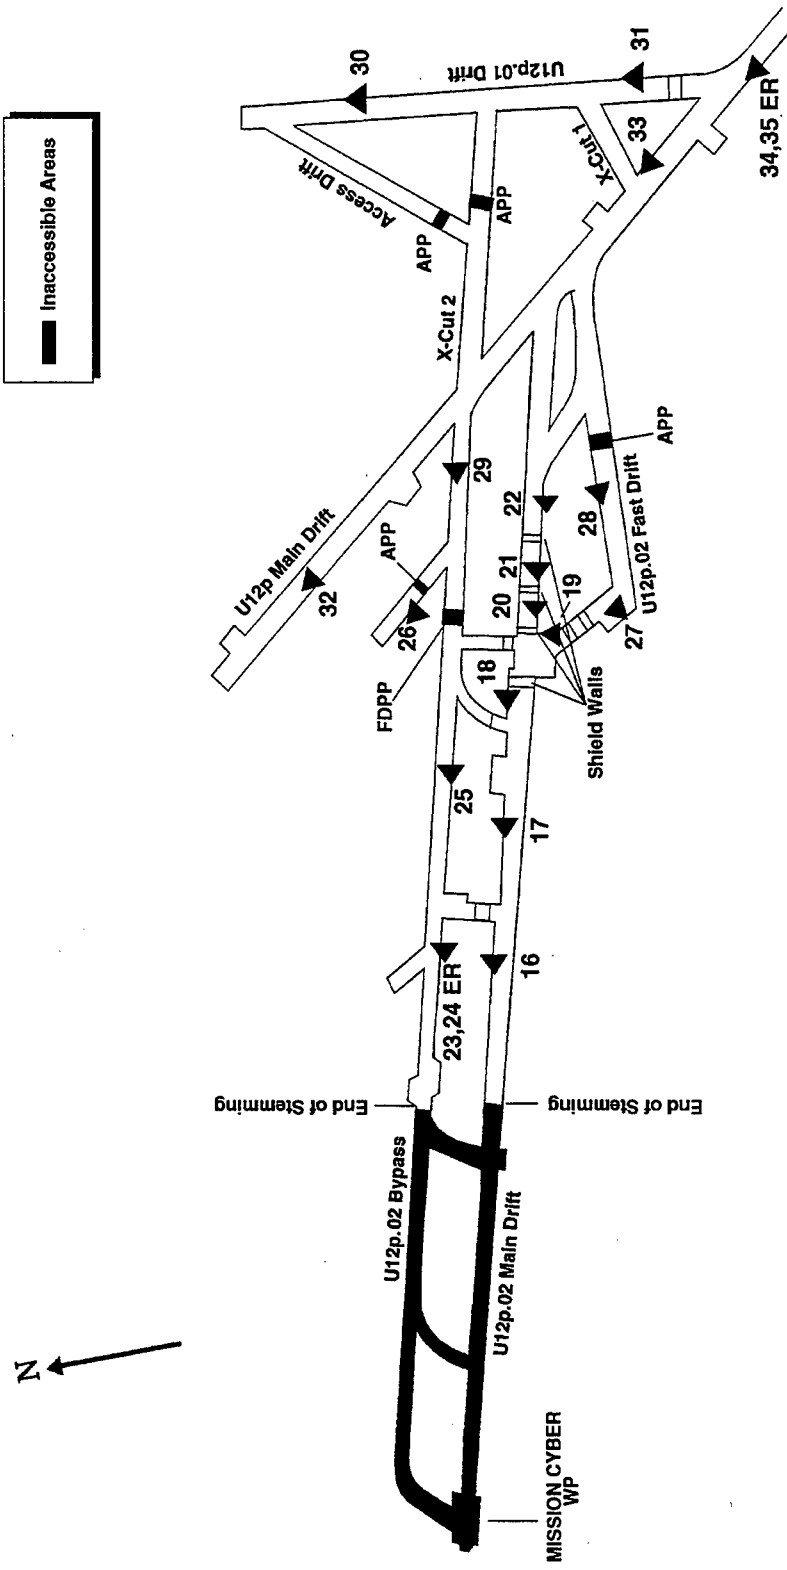 Inaccessible Areas
N
30
U12p.01 Drift
31
34,35 ER
33
X-Cut 1
Access Drift
APP
APP
X-Cut 2
U12p Main Drift
32
29
APP
26
FDPP
22
21
20
19
28
APP
U12p.02 Fast Drift
27
18
Shield Walls
25
17
23,24 ER
16
End of Stemming
End of Stemming
U12p.02 Bypass
U12p.02 Main Drift
MISSION CYBER
WP